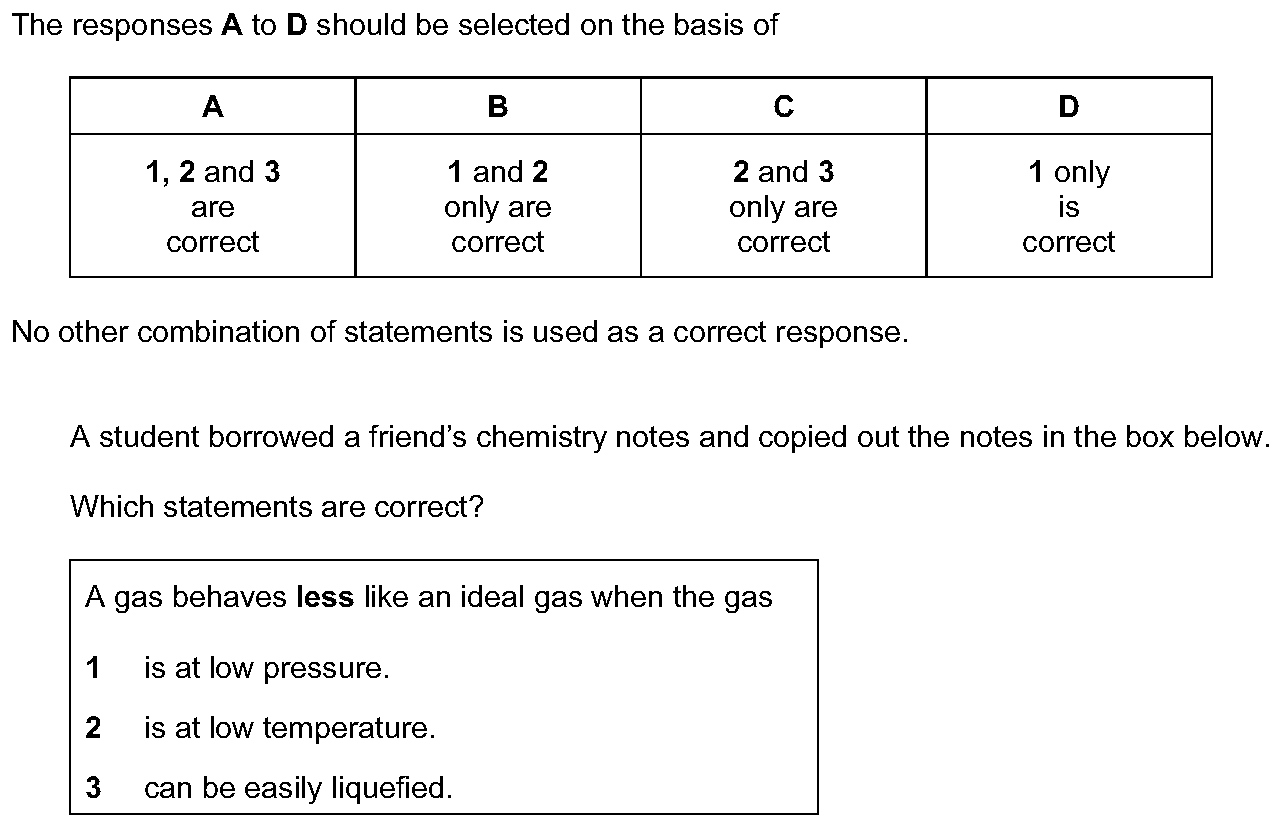 The responses A to D should be selected on the basis of
A B C D
1, 2 and 3 1 and 2 2 and 3 1 only
are only are only are is
correct correct correct correct
No other combination of statements is used as a correct response.
A student borrowed a friend's chemistry notes and copied out the notes in the box below.
Which statements are correct?
A gas behaves less like an ideal gas when the gas
1 is at low pressure.
2 is at low temperature.
3 can be easily liquefied.